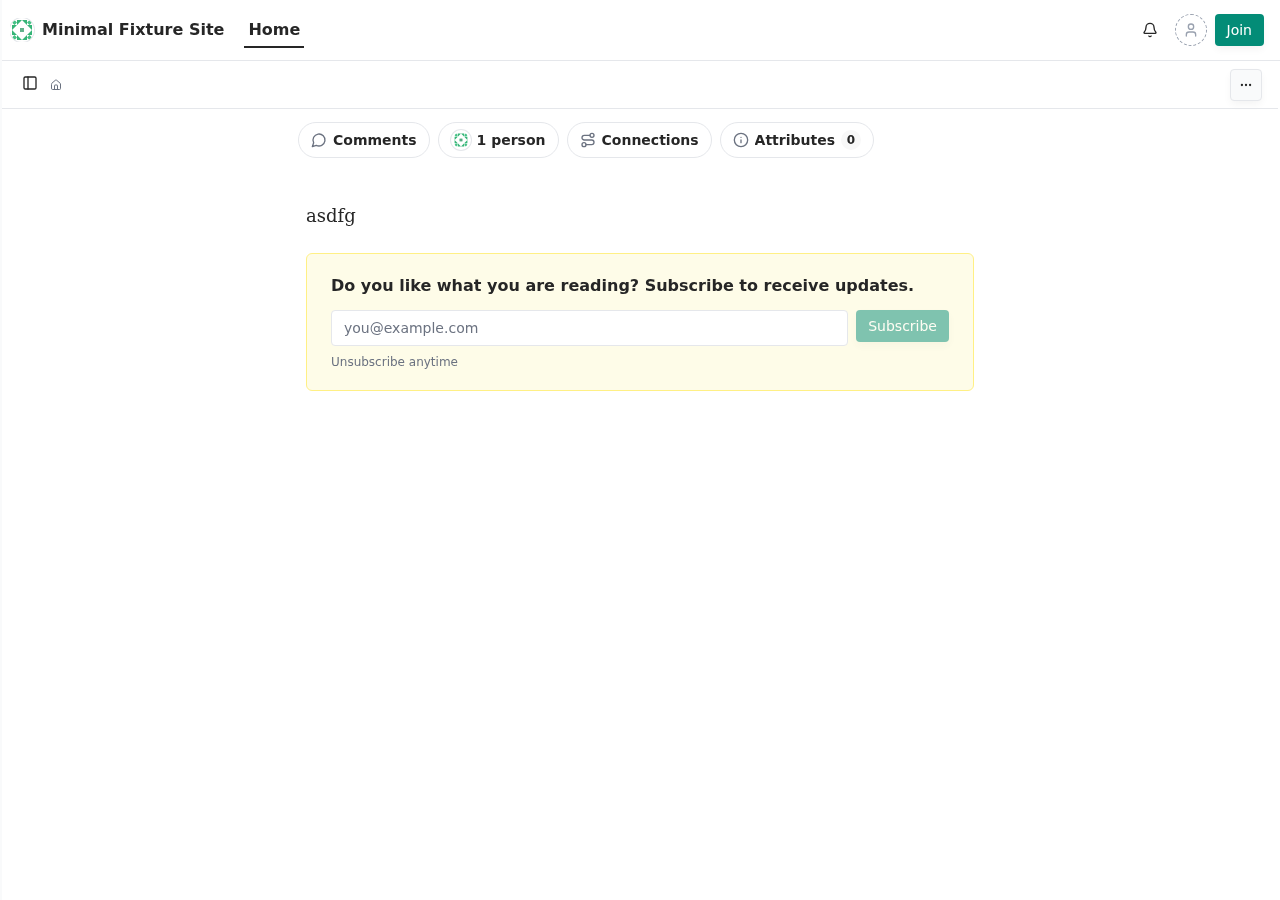 Minimal Fixture Site Home Join
Comments 1 person Connections Attributes 0
asdfg
Do you like what you are reading? Subscribe to receive updates.
you@example.com Subscribe
Unsubscribe anytime